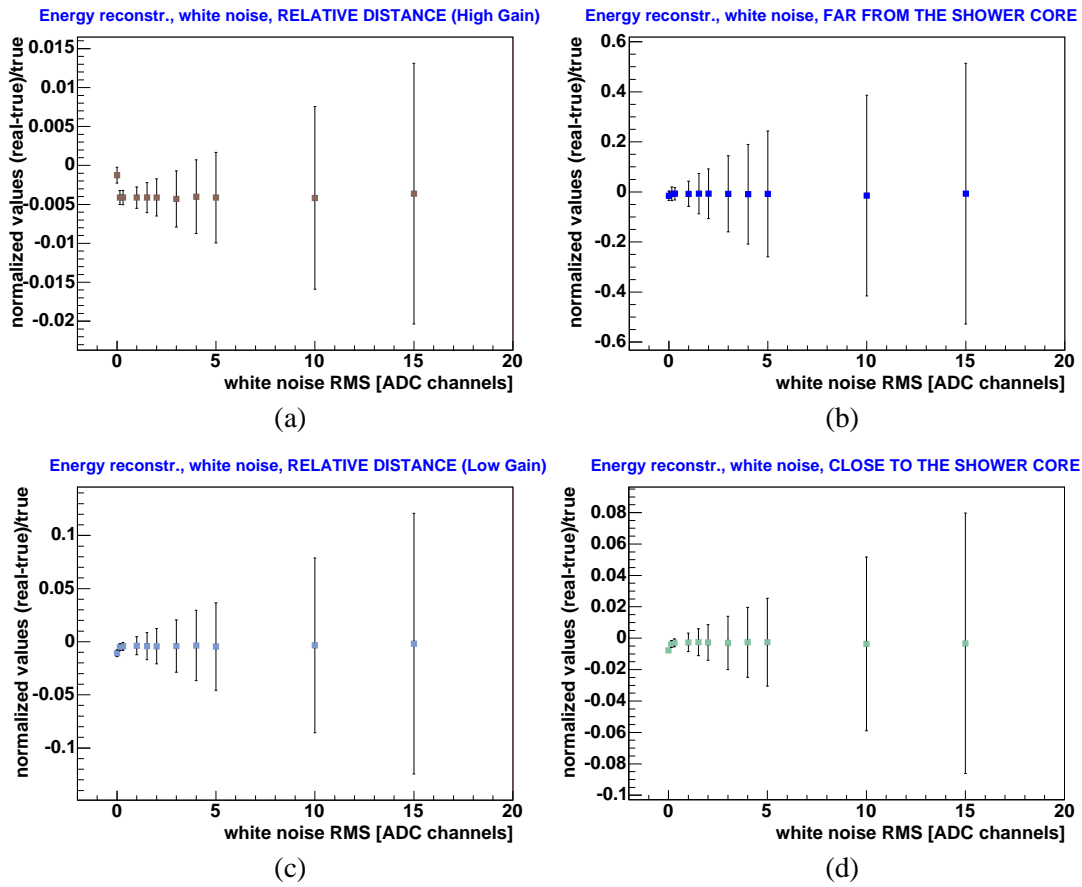 Energy reconstr., white noise, RELATIVE DISTANCE (High Gain)
normalized values (real-true)/true
0.015
0.01
0.005
0
-0.005
-0.01
-0.015
-0.02
0 5 10 15 20
white noise RMS [ADC channels]
(a)
Energy reconstr., white noise, FAR FROM THE SHOWER CORE
normalized values (real-true)/true
0.6
0.4
0.2
0
-0.2
-0.4
-0.6
0 5 10 15 20
white noise RMS [ADC channels]
(b)
Energy reconstr., white noise, RELATIVE DISTANCE (Low Gain)
normalized values (real-true)/true
0.1
0.05
0
-0.05
-0.1
0 5 10 15 20
white noise RMS [ADC channels]
(c)
Energy reconstr., white noise, CLOSE TO THE SHOWER CORE
normalized values (real-true)/true
0.08
0.06
0.04
0.02
0
-0.02
-0.04
-0.06
-0.08
-0.1
0 5 10 15 20
white noise RMS [ADC channels]
(d)